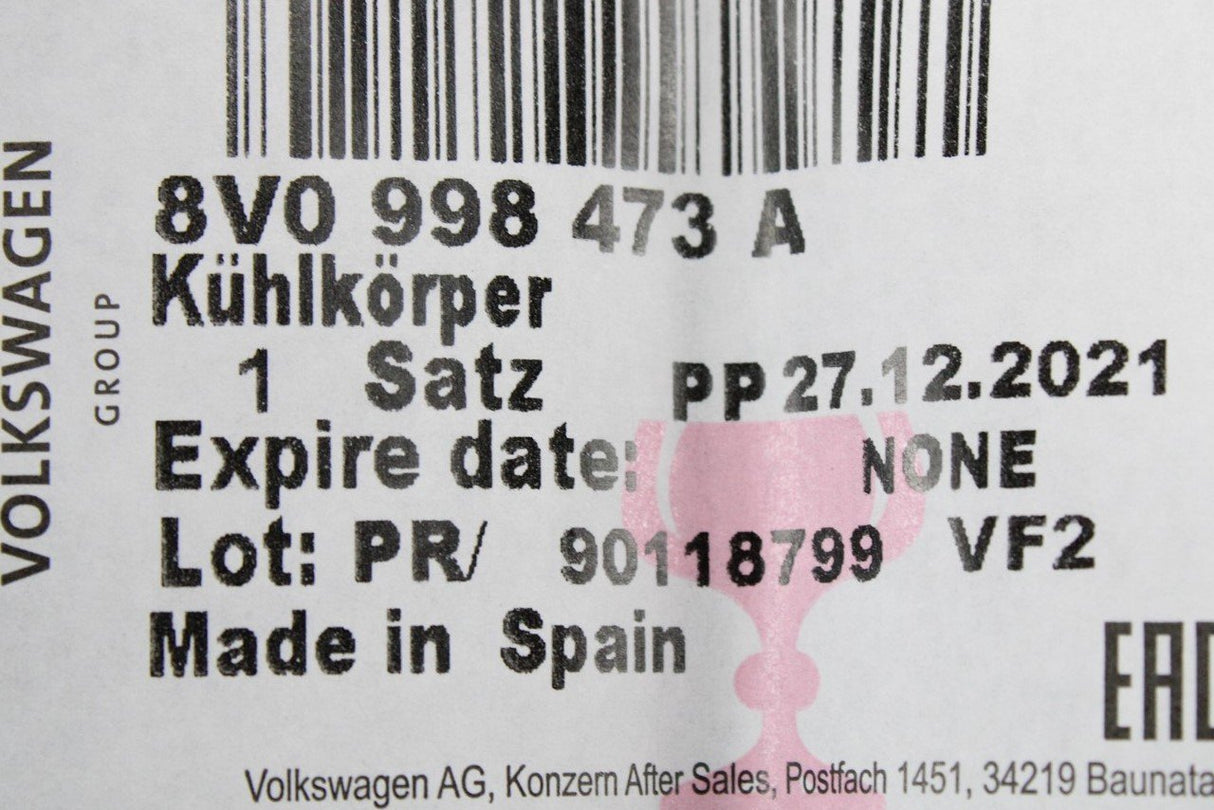 VOLKSWAGEN
GROUP
8V0 998 473 A
Kühlkörper
1 Satz PP 27.12.2021
Expire date: NONE
Lot: PR/ 90118799 VF2
Made in Spain
EAC
Volkswagen AG, Konzern After Sales, Postfach 1451, 34219 Baunata